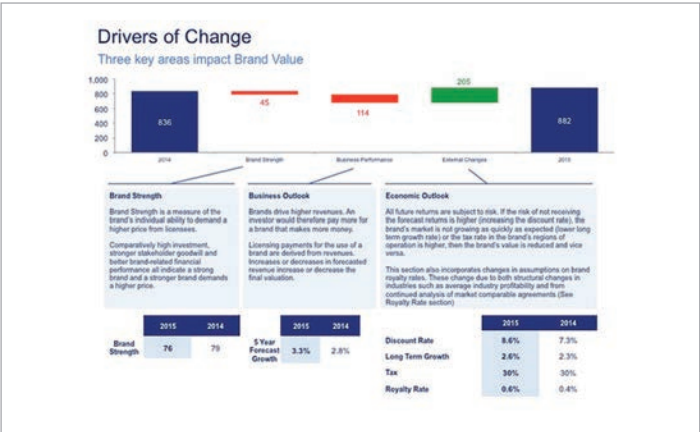 Drivers of Change
Three key areas impact Brand Value
1,000
800
600
400
200
0
836
45
114
205
882
2014
Brand Strength
Business Performance
External Changes
2015
Brand Strength
Brand Strength is a measure of the
brand's individual ability to demand a
higher price from licensees.
Comparatively high investment,
stronger stakeholder goodwill and
better brand-related financial
performance all indicate a strong
brand and a stronger brand demands
a higher price.
Business Outlook
Brands drive higher revenues. An
investor would therefore pay more for
a brand that makes more money.
Licensing payments for the use of a
brand are derived from revenues.
Increases or decreases in forecasted
revenue increase or decrease the
final valuation.
Economic Outlook
All future returns are subject to risk. If the risk of not receiving
the forecast returns is higher (increasing the discount rate), the
brand's market is not growing as quickly as expected (lower long
term growth rate) or the tax rate in the brand's regions of
operation is higher, then the brand's value is reduced and vice
versa.
This section also incorporates changes in assumptions on brand
royalty rates. These change due to both structural changes in
industries such as average industry profitability and from
continued analysis of market comparable agreements.(See
Royalty Rate section)
2015 2014
Brand
Strength 76 79
2015 2014
5 Year
Forecast 3.3% 2.8%
Growth
2015 2014
Discount Rate 8.6% 7.3%
Long Term Growth 2.6% 2.3%
Tax 30% 30%
Royalty Rate 0.6% 0.4%